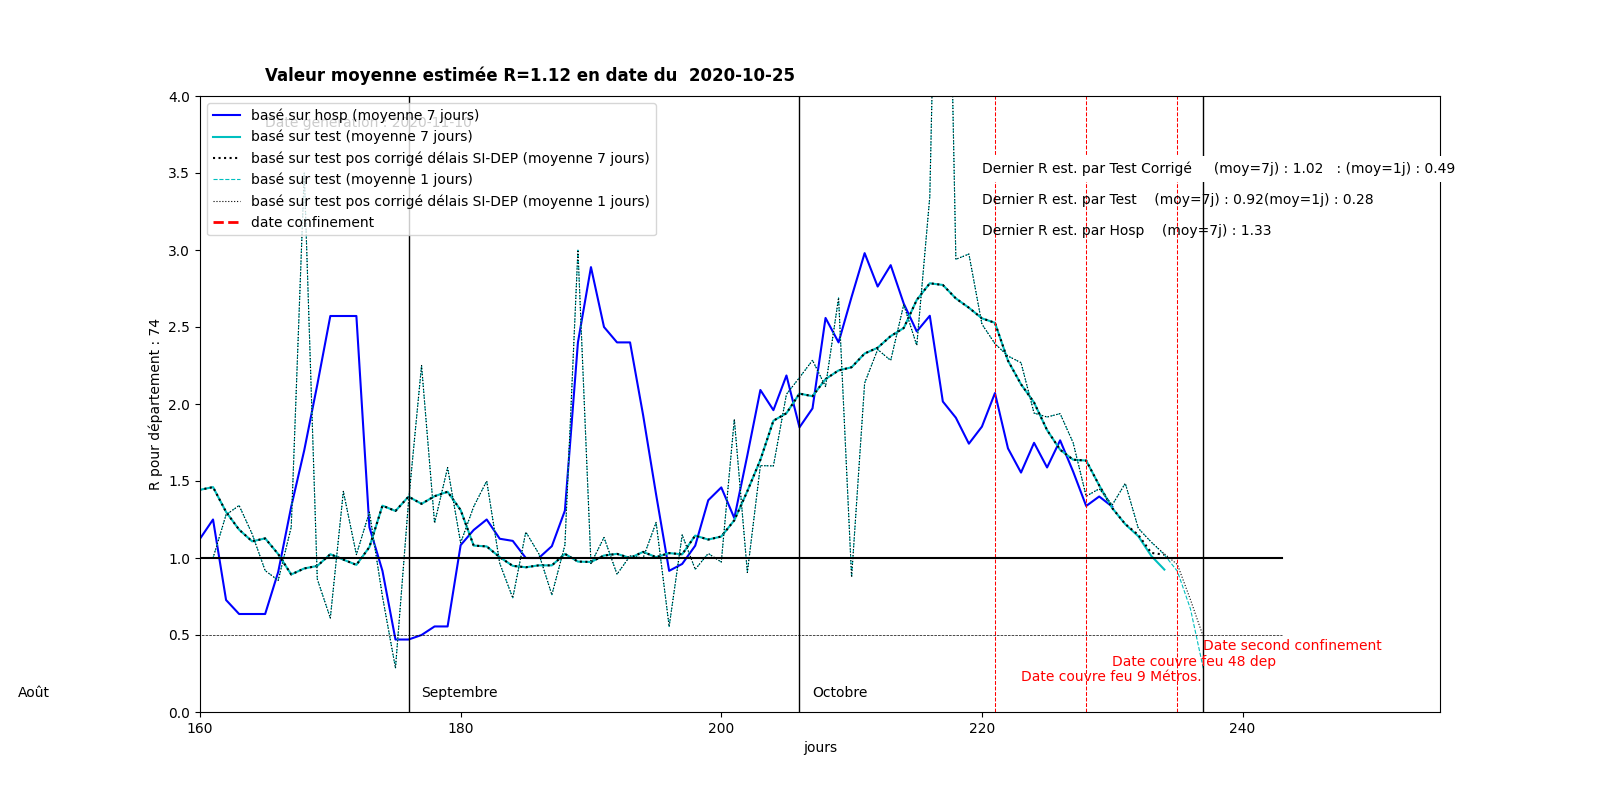 Valeur moyenne estimée R=1.12 en date du  2020-10-25
Date génération : 2020-11-10
basé sur hosp (moyenne 7 jours)
basé sur test (moyenne 7 jours)
basé sur test pos corrigé délais SI-DEP (moyenne 7 jours)
basé sur test (moyenne 1 jours)
basé sur test pos corrigé délais SI-DEP (moyenne 1 jours)
date confinement
Dernier R est. par Test Corrigé     (moy=7j) : 1.02   : (moy=1j) : 0.49
Dernier R est. par Test    (moy=7j) : 0.92(moy=1j) : 0.28
Dernier R est. par Hosp    (moy=7j) : 1.33
4.0
3.5
3.0
2.5
2.0
1.5
1.0
0.5
0.0
R pour département : 74
Date second confinement
Date couvre feu 48 dep
Date couvre feu 9 Métros.
Août
Septembre
Octobre
160
180
200
220
240
jours